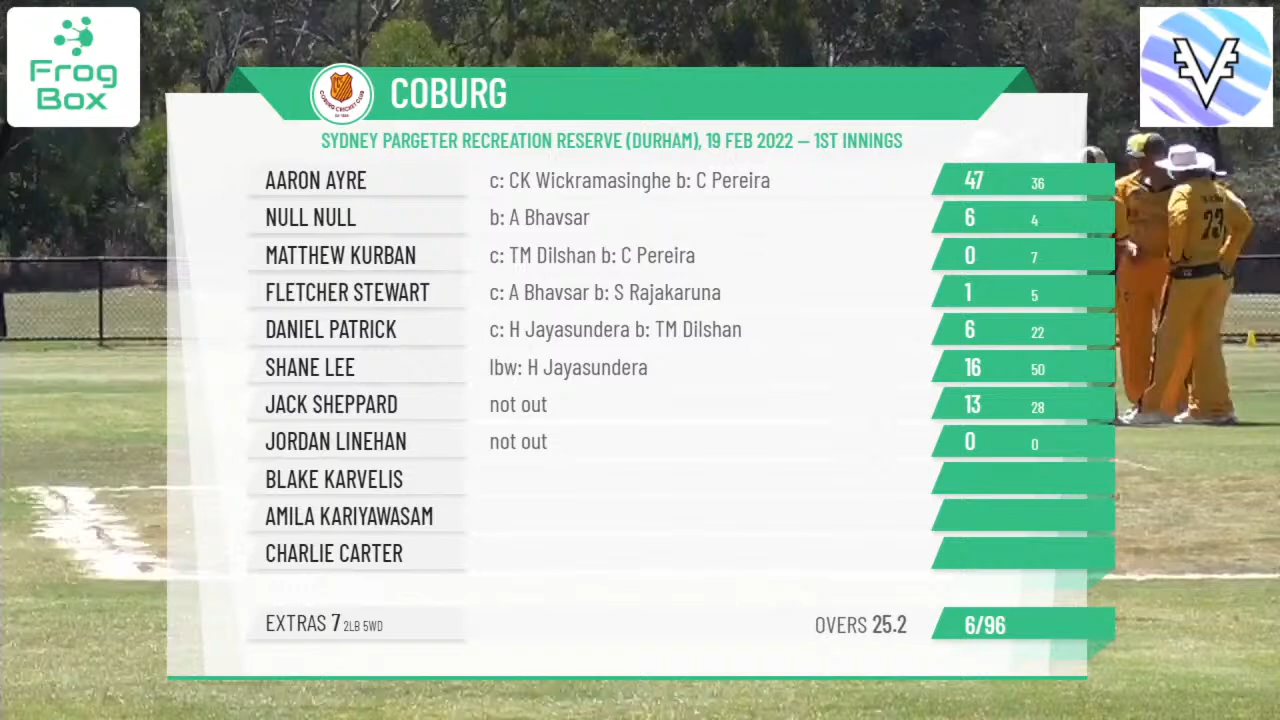 Frog
Box
COBURG
SYDNEY PARGETER RECREATION RESERVE (DURHAM), 19 FEB 2022 – 1ST INNINGS
AARON AYRE c: CK Wickramasinghe b: C Pereira 47 36
NULL NULL b: A Bhavsar 6 4
MATTHEW KURBAN c: TM Dilshan b: C Pereira 0 7
FLETCHER STEWART c: A Bhavsar b: S Rajakaruna 1 5
DANIEL PATRICK c: H Jayasundera b: TM Dilshan 6 22
SHANE LEE lbw: H Jayasundera 16 50
JACK SHEPPARD not out 13 28
JORDAN LINEHAN not out 0 0
BLAKE KARVELIS
AMILA KARIYAWASAM
CHARLIE CARTER
EXTRAS 7 2LB 5WD OVERS 25.2 6/96
23